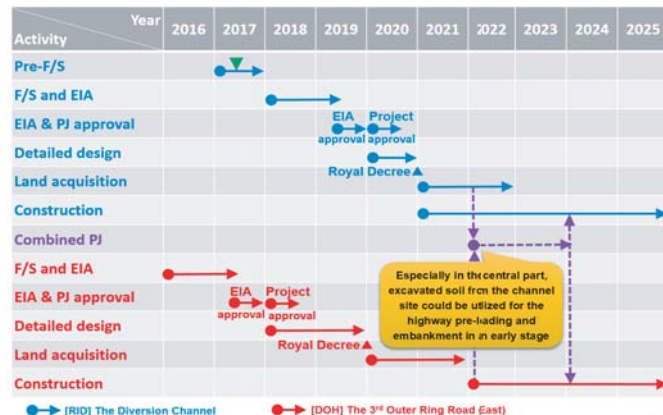 Year
Activity
2016 2017 2018 2019 2020 2021 2022 2023 2024 2025
Pre-F/S
F/S and EIA
EIA & PJ approval
EIA approval
Project approval
Detailed design
Royal Decree
Land acquisition
Construction
Combined PJ
Especially in the central part,
excavated soil from the channel
site could be utilized for the
highway pre-loading and
embankment in an early stage
F/S and EIA
EIA & PJ approval
EIA approval
Project approval
Detailed design
Royal Decree
Land acquisition
Construction
[RID] The Diversion Channel
[DOH] The 3rd Outer Ring Road (East)